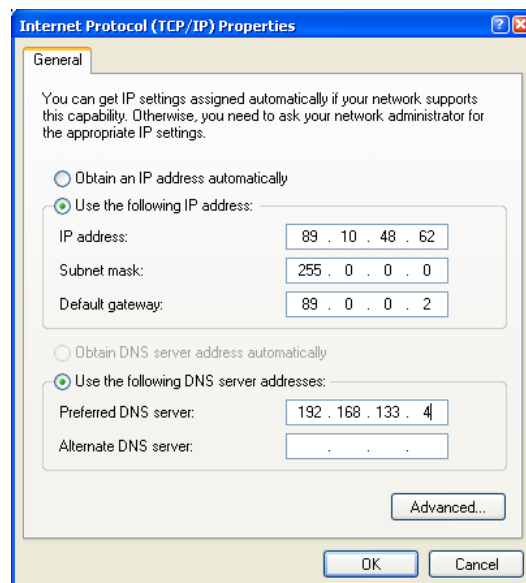 Internet Protocol (TCP/IP) Properties
General
You can get IP settings assigned automatically if your network supports
this capability. Otherwise, you need to ask your network administrator for
the appropriate IP settings.
Obtain an IP address automatically
Use the following IP address:
IP address: 89 . 10 . 48 . 62
Subnet mask: 255 . 0 . 0 . 0
Default gateway: 89 . 0 . 0 . 2
Obtain DNS server address automatically
Use the following DNS server addresses:
Preferred DNS server: 192 . 168 . 133 . 4
Alternate DNS server: . . .
Advanced...
OK Cancel